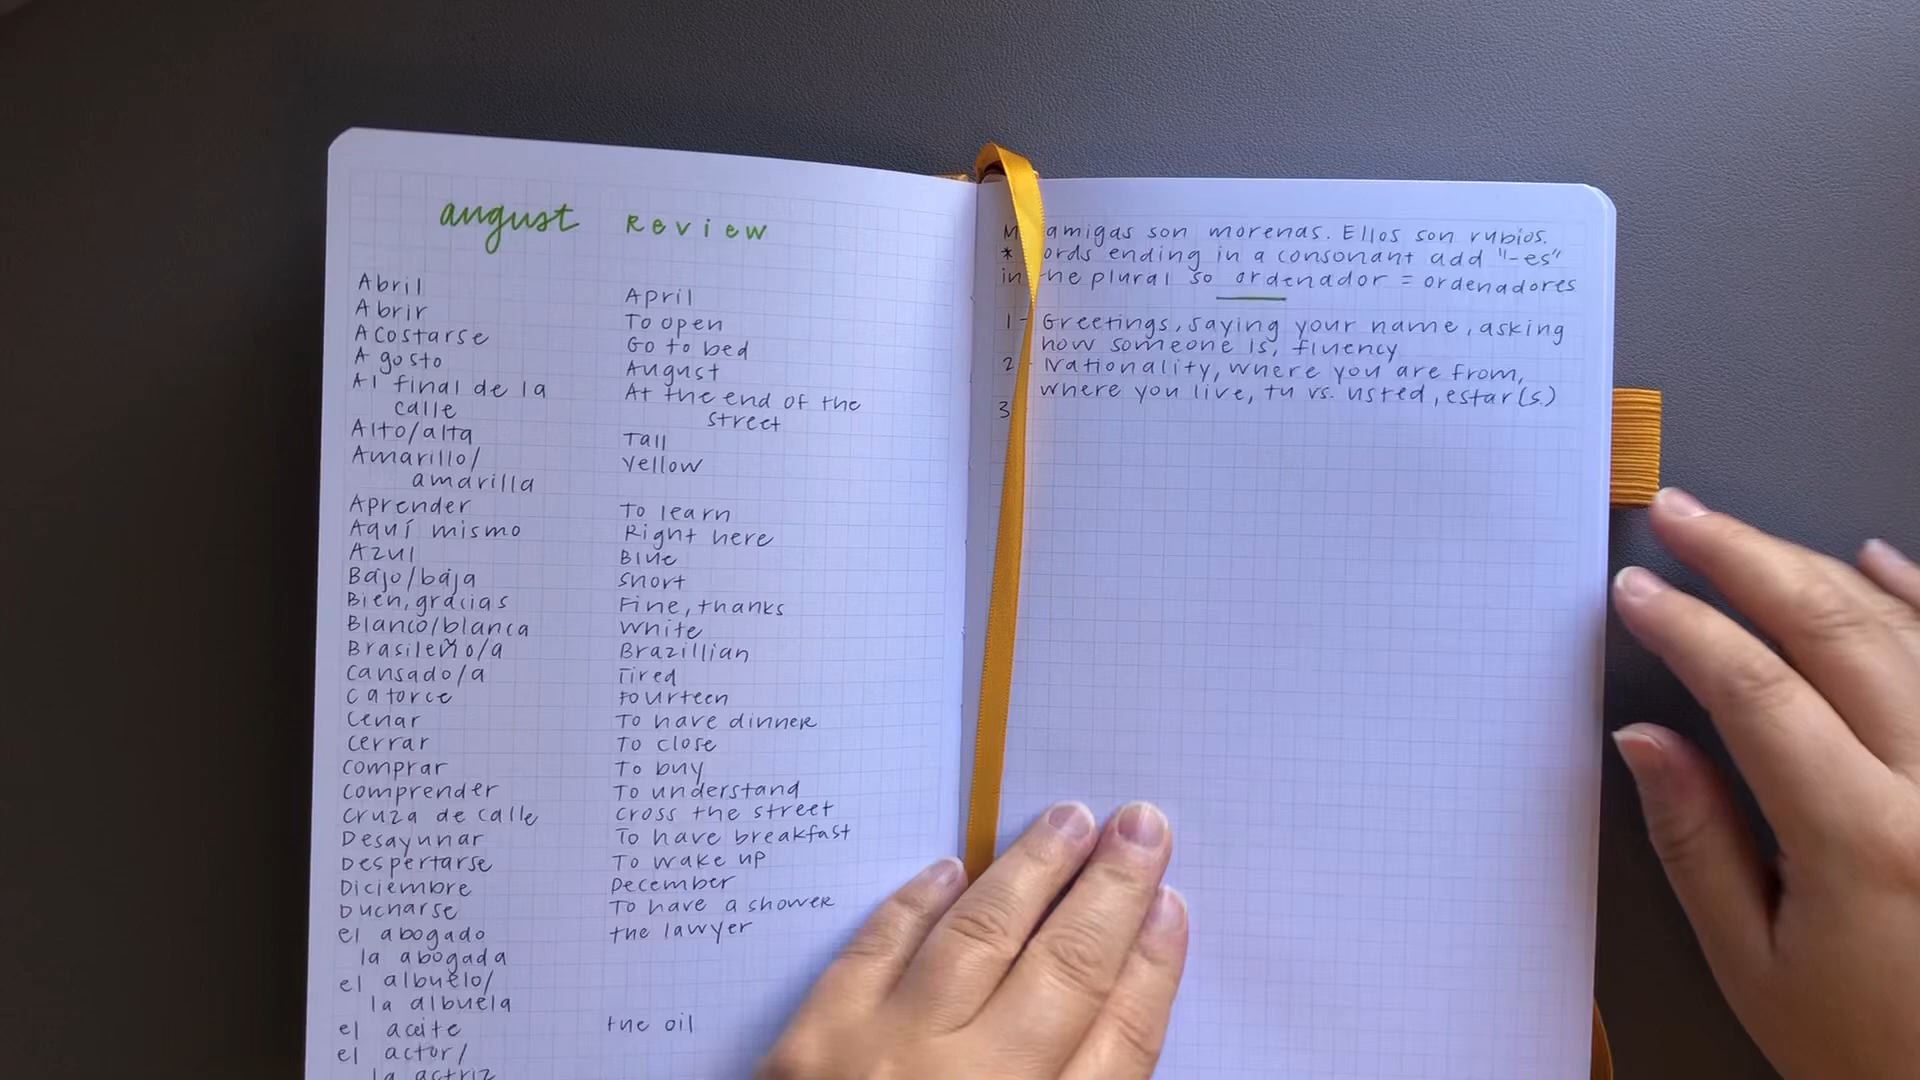 august Review
Abril
Abrir
Acostarse
Agosto
Al final de la
calle
Alto/alta
Amarillo/
amarilla
Aprender
Aquí mismo
Azul
Bajo/baja
Bien, gracias
Blanco/blanca
Brasileño/a
Cansado/a
Catorce
Cenar
Cerrar
Comprar
Comprender
Cruza de calle
Desayunar
Despertarse
Diciembre
Ducharse
el abogado
la abogada
el albuelo/
la albuela
el aceite
el actor/
la actriz
April
To open
Go to bed
August
At the end of the
street
Tall
Yellow
To learn
Right here
Blue
Short
Fine, thanks
White
Brazillian
Tired
Fourteen
To have dinner
To close
To buy
To understand
Cross the street
To have breakfast
To wake up
December
To have a shower
the lawyer
the oil
amigas son morenas. Ellos son rubios.
* ending in a consonant add "-es"
in plural so ordenador = ordenadores
1- Greetings, saying your name, asking
how someone is, fluency
2- Nationality, where you are from,
where you live, tu vs. usted, estar(s.)
3